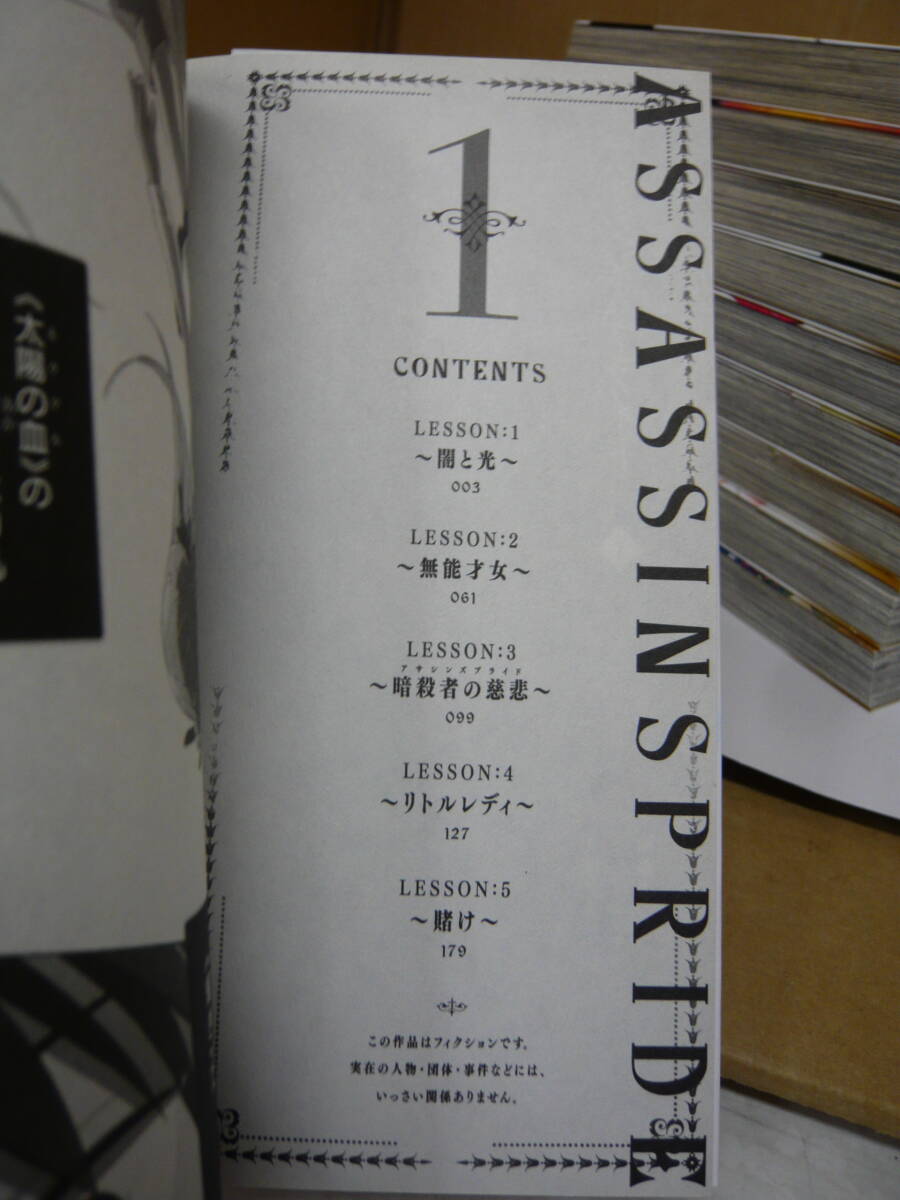 《太陽の血》の
1
CONTENTS
LESSON:1
〜闇と光〜
003
LESSON:2
〜無能才女〜
061
LESSON:3
アサシンズプライド
〜暗殺者の慈悲〜
099
LESSON:4
〜リトルレディ〜
127
LESSON:5
〜賭け〜
179
この作品はフィクションです。
実在の人物・団体・事件などには、
いっさい関係ありません。
ASSASSINSPRIDE